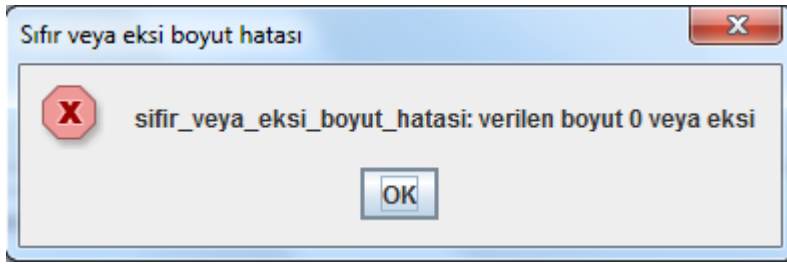 Sıfır veya eksi boyut hatası
sifir_veya_eksi_boyut_hatasi: verilen boyut 0 veya eksi
OK